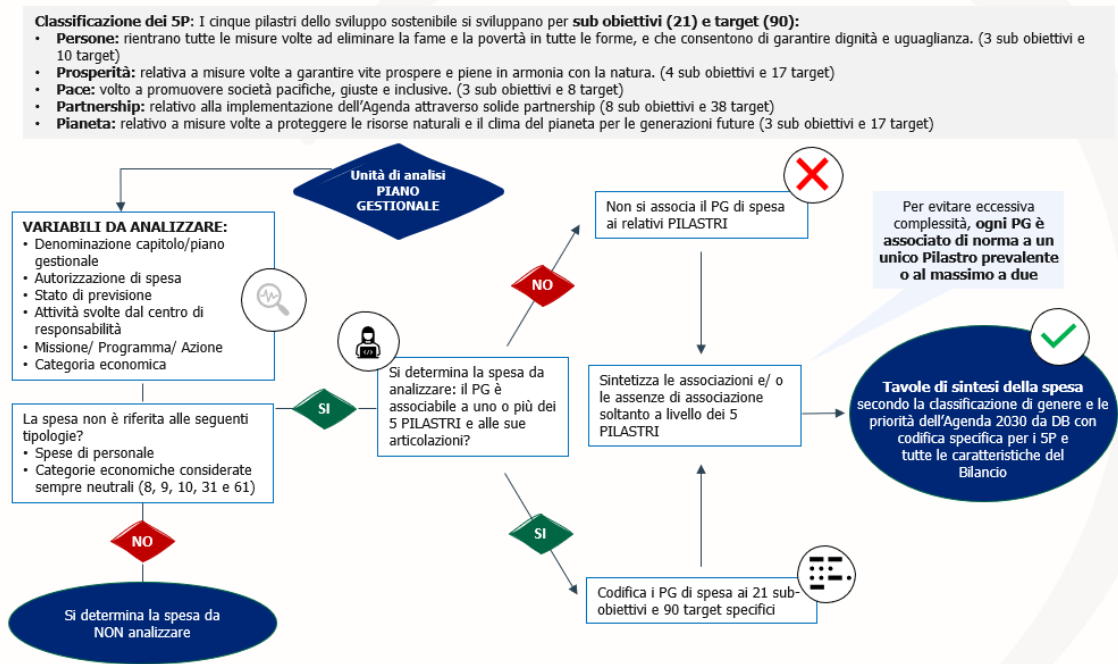 Classificazione dei 5P: I cinque pilastri dello sviluppo sostenibile si sviluppano per sub obiettivi (21) e target (90):
• Persone: rientrano tutte le misure volte ad eliminare la fame e la povertà in tutte le forme, e che consentono di garantire dignità e uguaglianza. (3 sub obiettivi e
10 target)
• Prosperità: relativa a misure volte a garantire vite prospere e piene in armonia con la natura. (4 sub obiettivi e 17 target)
• Pace: volto a promuovere società pacifiche, giuste e inclusive. (3 sub obiettivi e 8 target)
• Partnership: relativo alla implementazione dell'Agenda attraverso solide partnership (8 sub obiettivi e 38 target)
• Pianeta: relativo a misure volte a proteggere le risorse naturali e il clima del pianeta per le generazioni future (3 sub obiettivi e 17 target)
Unità di analisi
PIANO
GESTIONALE
VARIABILI DA ANALIZZARE:
• Denominazione capitolo/piano
gestionale
• Autorizzazione di spesa
• Stato di previsione
• Attività svolte dal centro di
responsabilità
• Missione/ Programma/ Azione
• Categoria economica
La spesa non è riferita alle seguenti
tipologie?
• Spese di personale
• Categorie economiche considerate
sempre neutrali (8, 9, 10, 31 e 61)
NO
Si determina la spesa da
NON analizzare
SI
Si determina la spesa da
analizzare: il PG è
associabile a uno o più dei
5 PILASTRI e alle sue
articolazioni?
NO
Non si associa il PG di spesa
ai relativi PILASTRI
SI
Codifica i PG di spesa ai 21 sub-
obiettivi e 90 target specifici
Sintetizza le associazioni e/ o
le assenze di associazione
soltanto a livello dei 5
PILASTRI
Per evitare eccessiva
complessità, ogni PG è
associato di norma a un
unico Pilastro prevalente
o al massimo a due
Tavole di sintesi della spesa
secondo la classificazione di genere e le
priorità dell'Agenda 2030 da DB con
codifica specifica per i 5P e
tutte le caratteristiche del
Bilancio